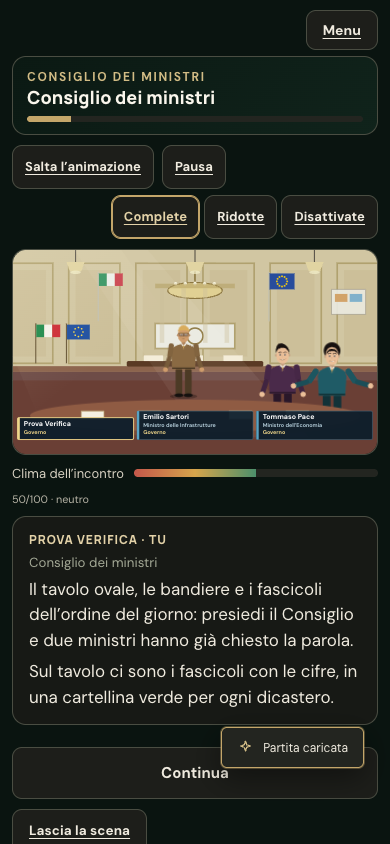 Menu
CONSIGLIO DEI MINISTRI
Consiglio dei ministri
Salta l’animazione
Pausa
Complete
Ridotte
Disattivate
Prova Verifica
Governo
Emilio Sartori
Ministro delle Infrastrutture
Governo
Tommaso Pace
Ministro dell'Economia
Governo
Clima dell’incontro
50/100 · neutro
PROVA VERIFICA · TU
Consiglio dei ministri
Il tavolo ovale, le bandiere e i fascicoli
dell’ordine del giorno: presiedi il Consiglio
e due ministri hanno già chiesto la parola.
Sul tavolo ci sono i fascicoli con le cifre, in
una cartellina verde per ogni dicastero.
Partita caricata
Continua
Lascia la scena